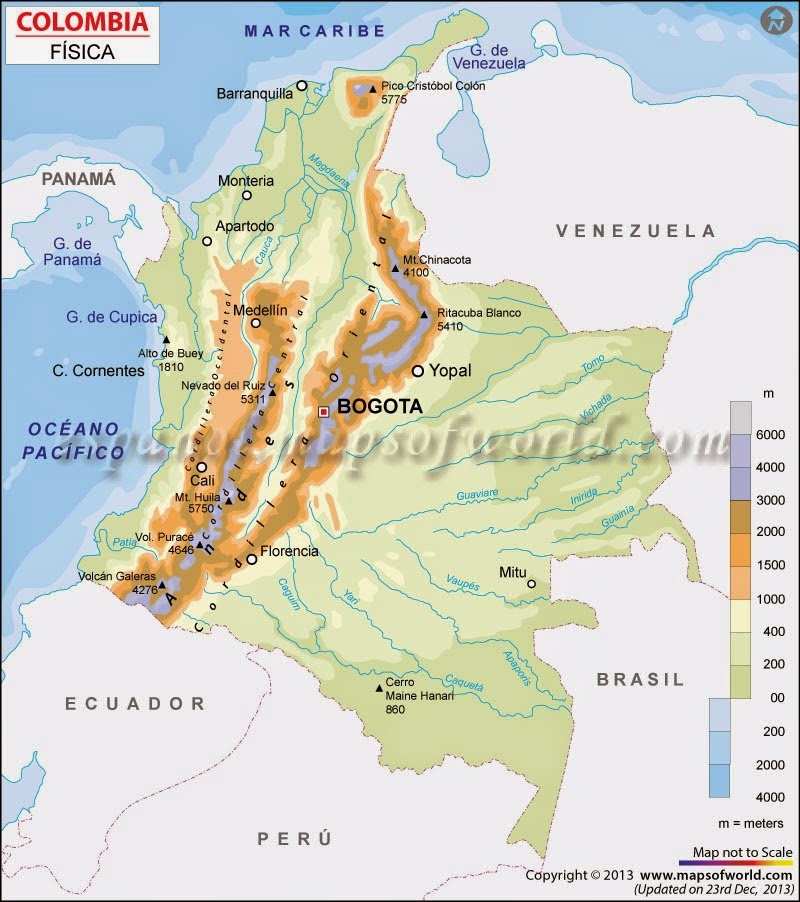 COLOMBIA
FÍSICA
MAR CARIBE
G. de
Venezuela
Barranquilla
Pico Cristóbol Colón
5775
Magdaena
PANAMÁ
Monteria
Apartodo
Cauca
VENEZUELA
G. de
Panamá
Mt.Chinacota
4100
G. de Cupica
Medellín
Ritacuba Blanco
5410
Alto de Buey
1810
C. Cornentes
Nevado del Ruiz
5311
Yopal
Tomo
Vichada
BOGOTA
OCÉANO
PACÍFICO
espanol.mapsofworld.com
Cordillera Occidental
Cordillera Central
Cordillera Oriental
Andes
Cali
Mt. Huila
5750
Guaviare
Inirida
Guainía
Patia
Vol. Puracé
4646
Florencia
Volcán Galeras
4276
Mitu
Vaupés
Caguim
Yari
Apaporis
Caquetá
Cerro
Maine Hanari
860
ECUADOR
BRASIL
PERÚ
m
6000
4000
3000
2000
1500
1000
400
200
00
200
2000
4000
m = meters
Map not to Scale
Copyright © 2013 www.mapsofworld.com
(Updated on 23rd Dec, 2013)